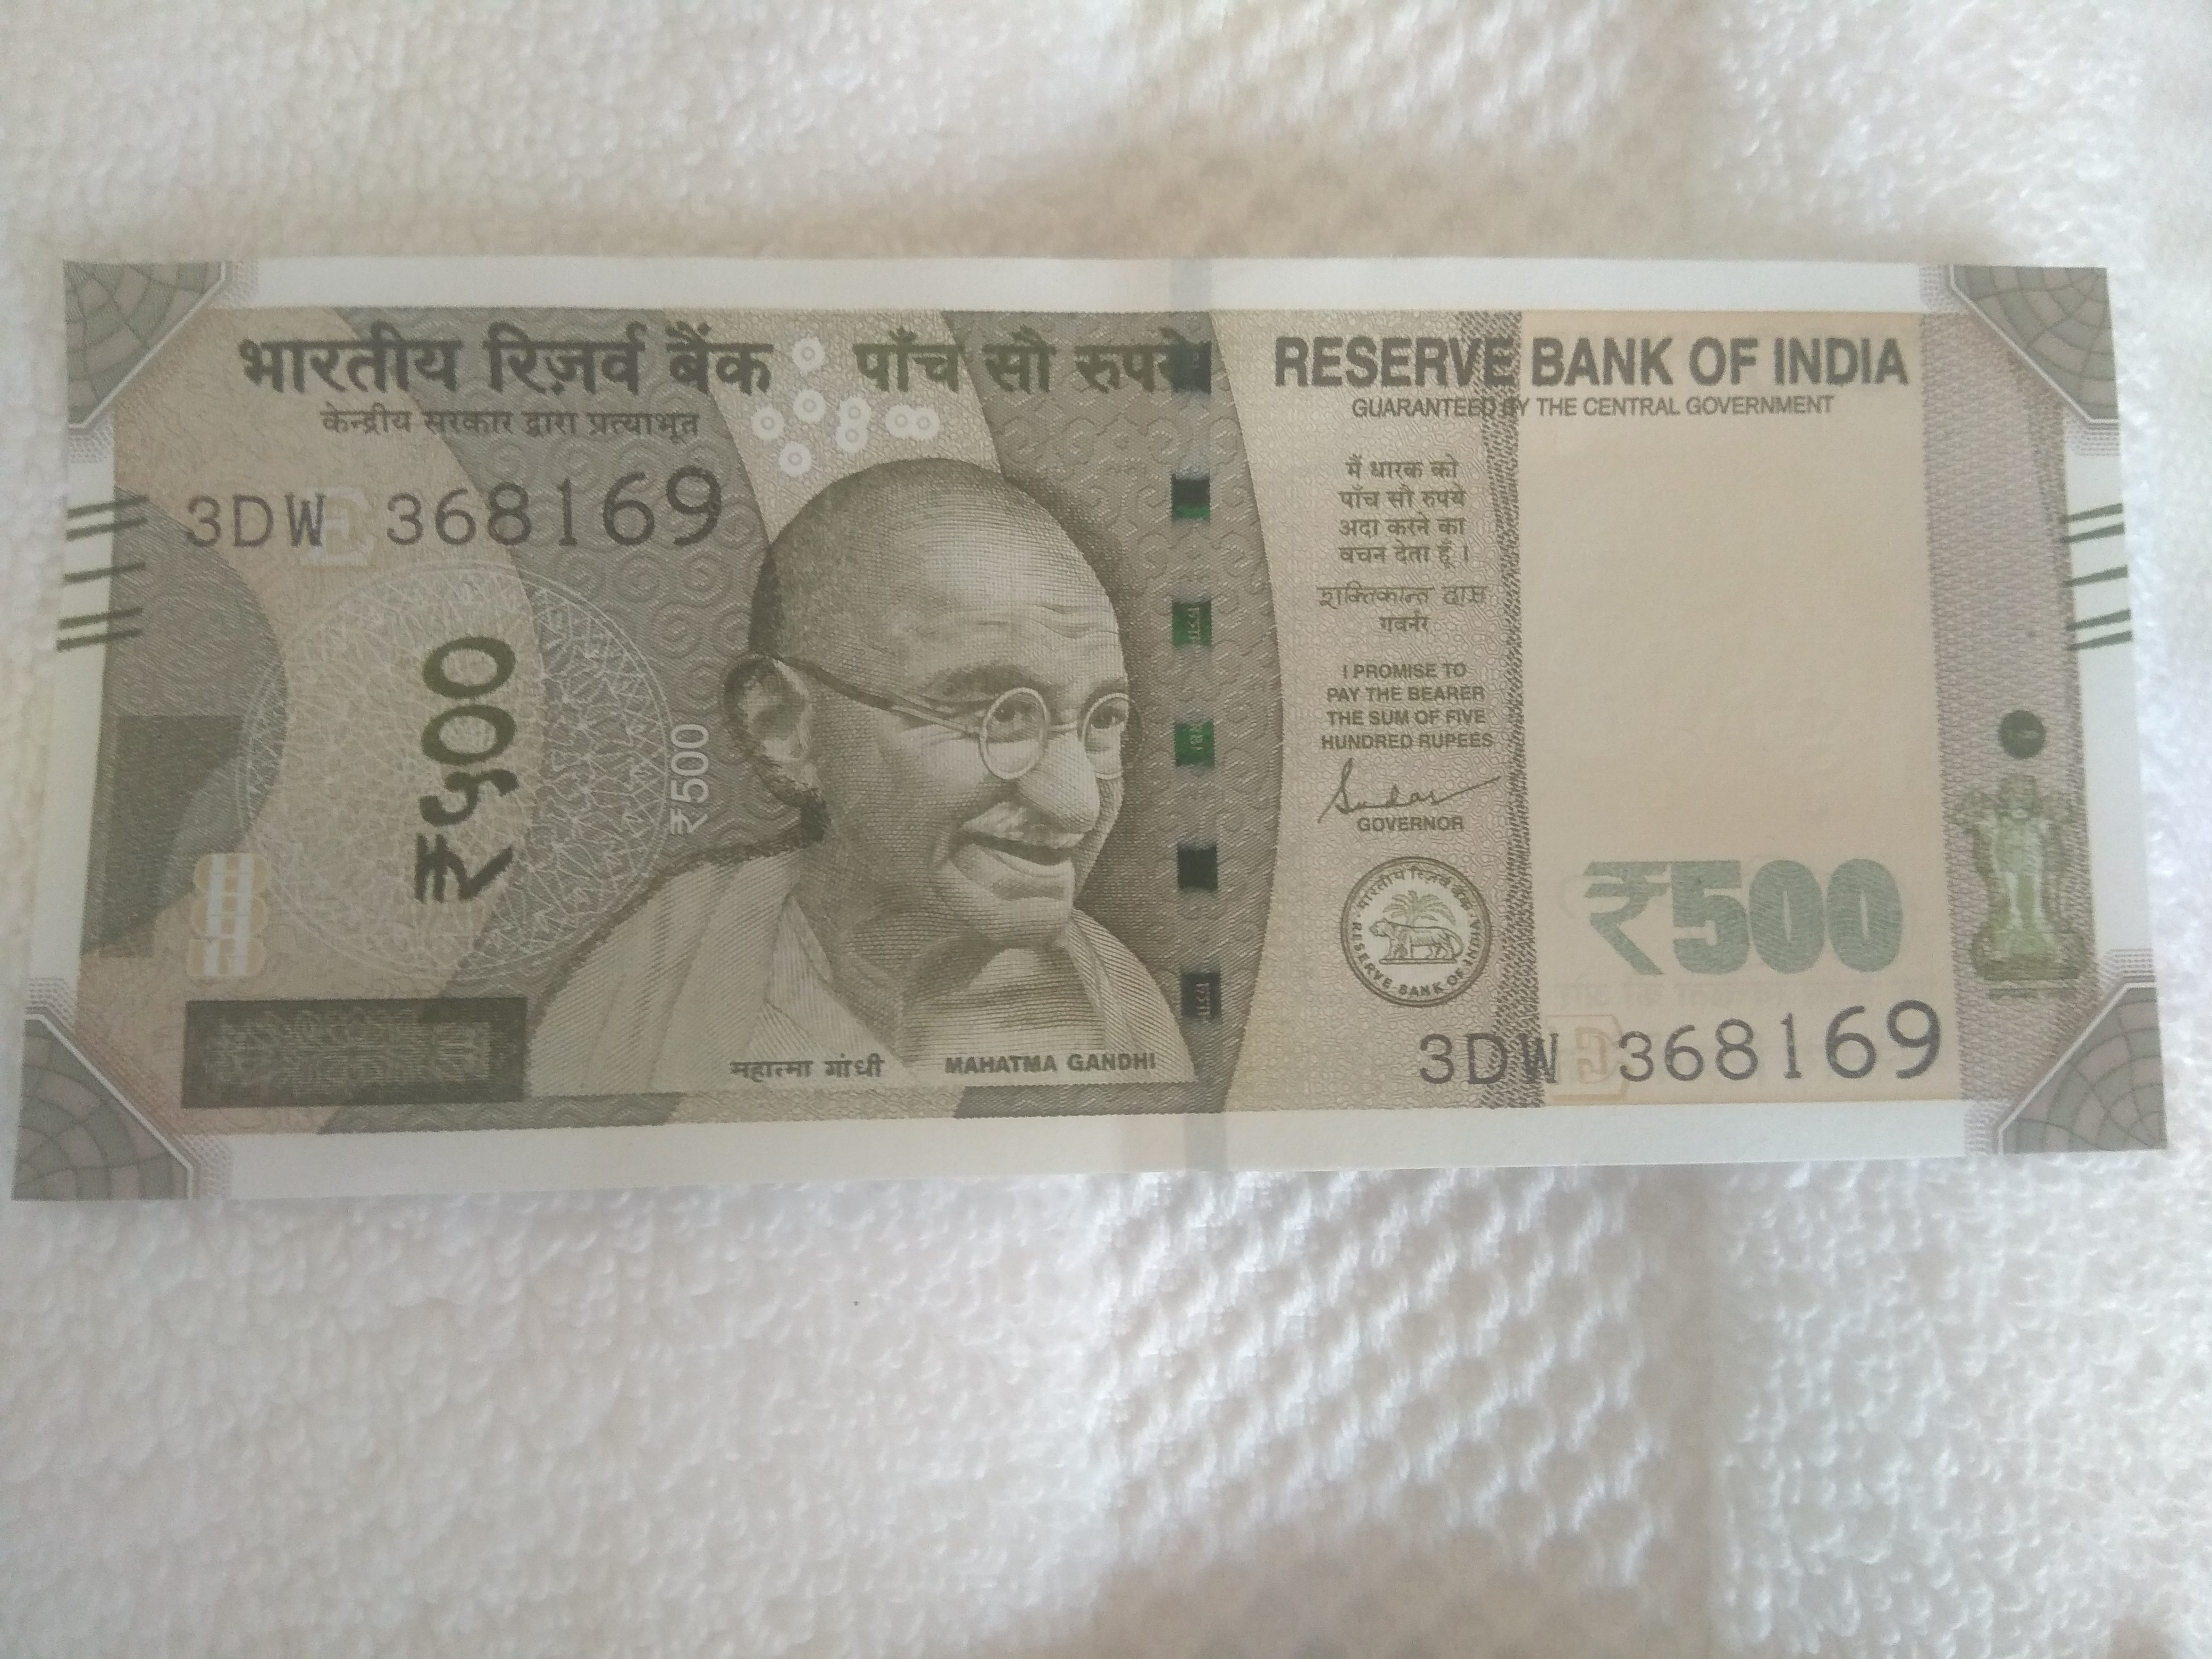 भारतीय रिज़र्व बैंक
केन्द्रीय सरकार द्वारा प्रत्याभूत
3DW 368169
₹५००
₹500
पाँच सौ रुपये
महात्मा गांधी
MAHATMA GANDHI
RESERVE BANK OF INDIA
GUARANTEED BY THE CENTRAL GOVERNMENT
मैं धारक को
पाँच सौ रुपये
अदा करने का
वचन देता हूँ ।
शक्तिकान्त दास
गवर्नर
I PROMISE TO
PAY THE BEARER
THE SUM OF FIVE
HUNDRED RUPEES
GOVERNOR
भारतीय रिज़र्व बैंक
RESERVE BANK OF INDIA
₹500
3DW 368169